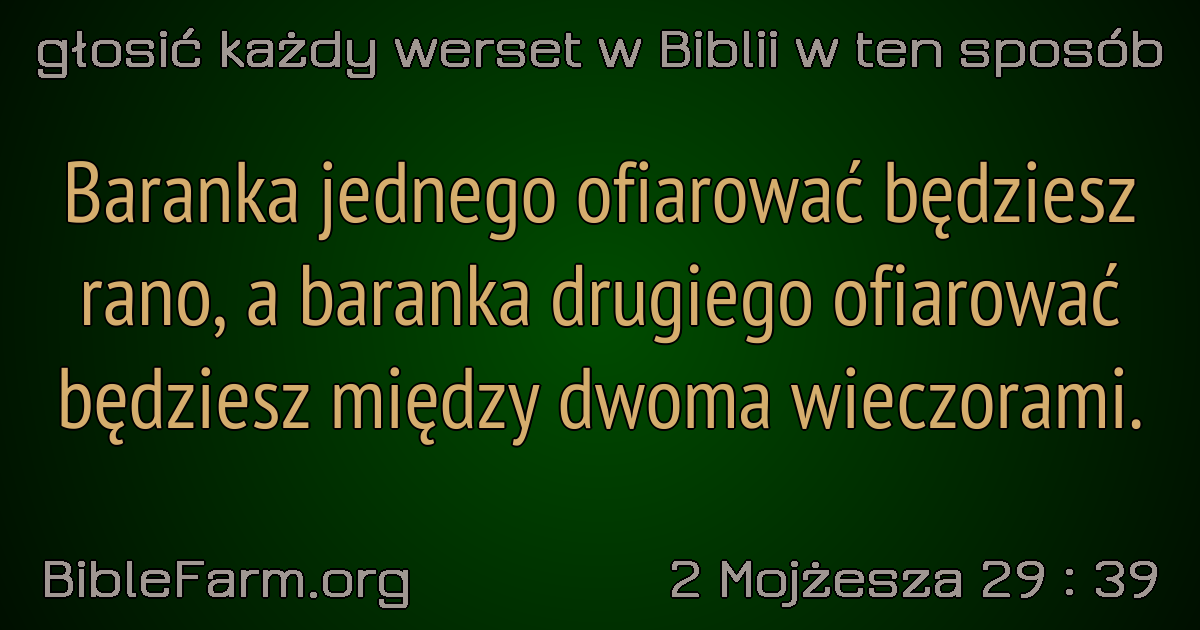 głosić każdy werset w Biblii w ten sposób
Baranka jednego ofiarować będziesz
rano, a baranka drugiego ofiarować
będziesz między dwoma wieczorami.
BibleFarm.org
2 Mojżesza 29 : 39